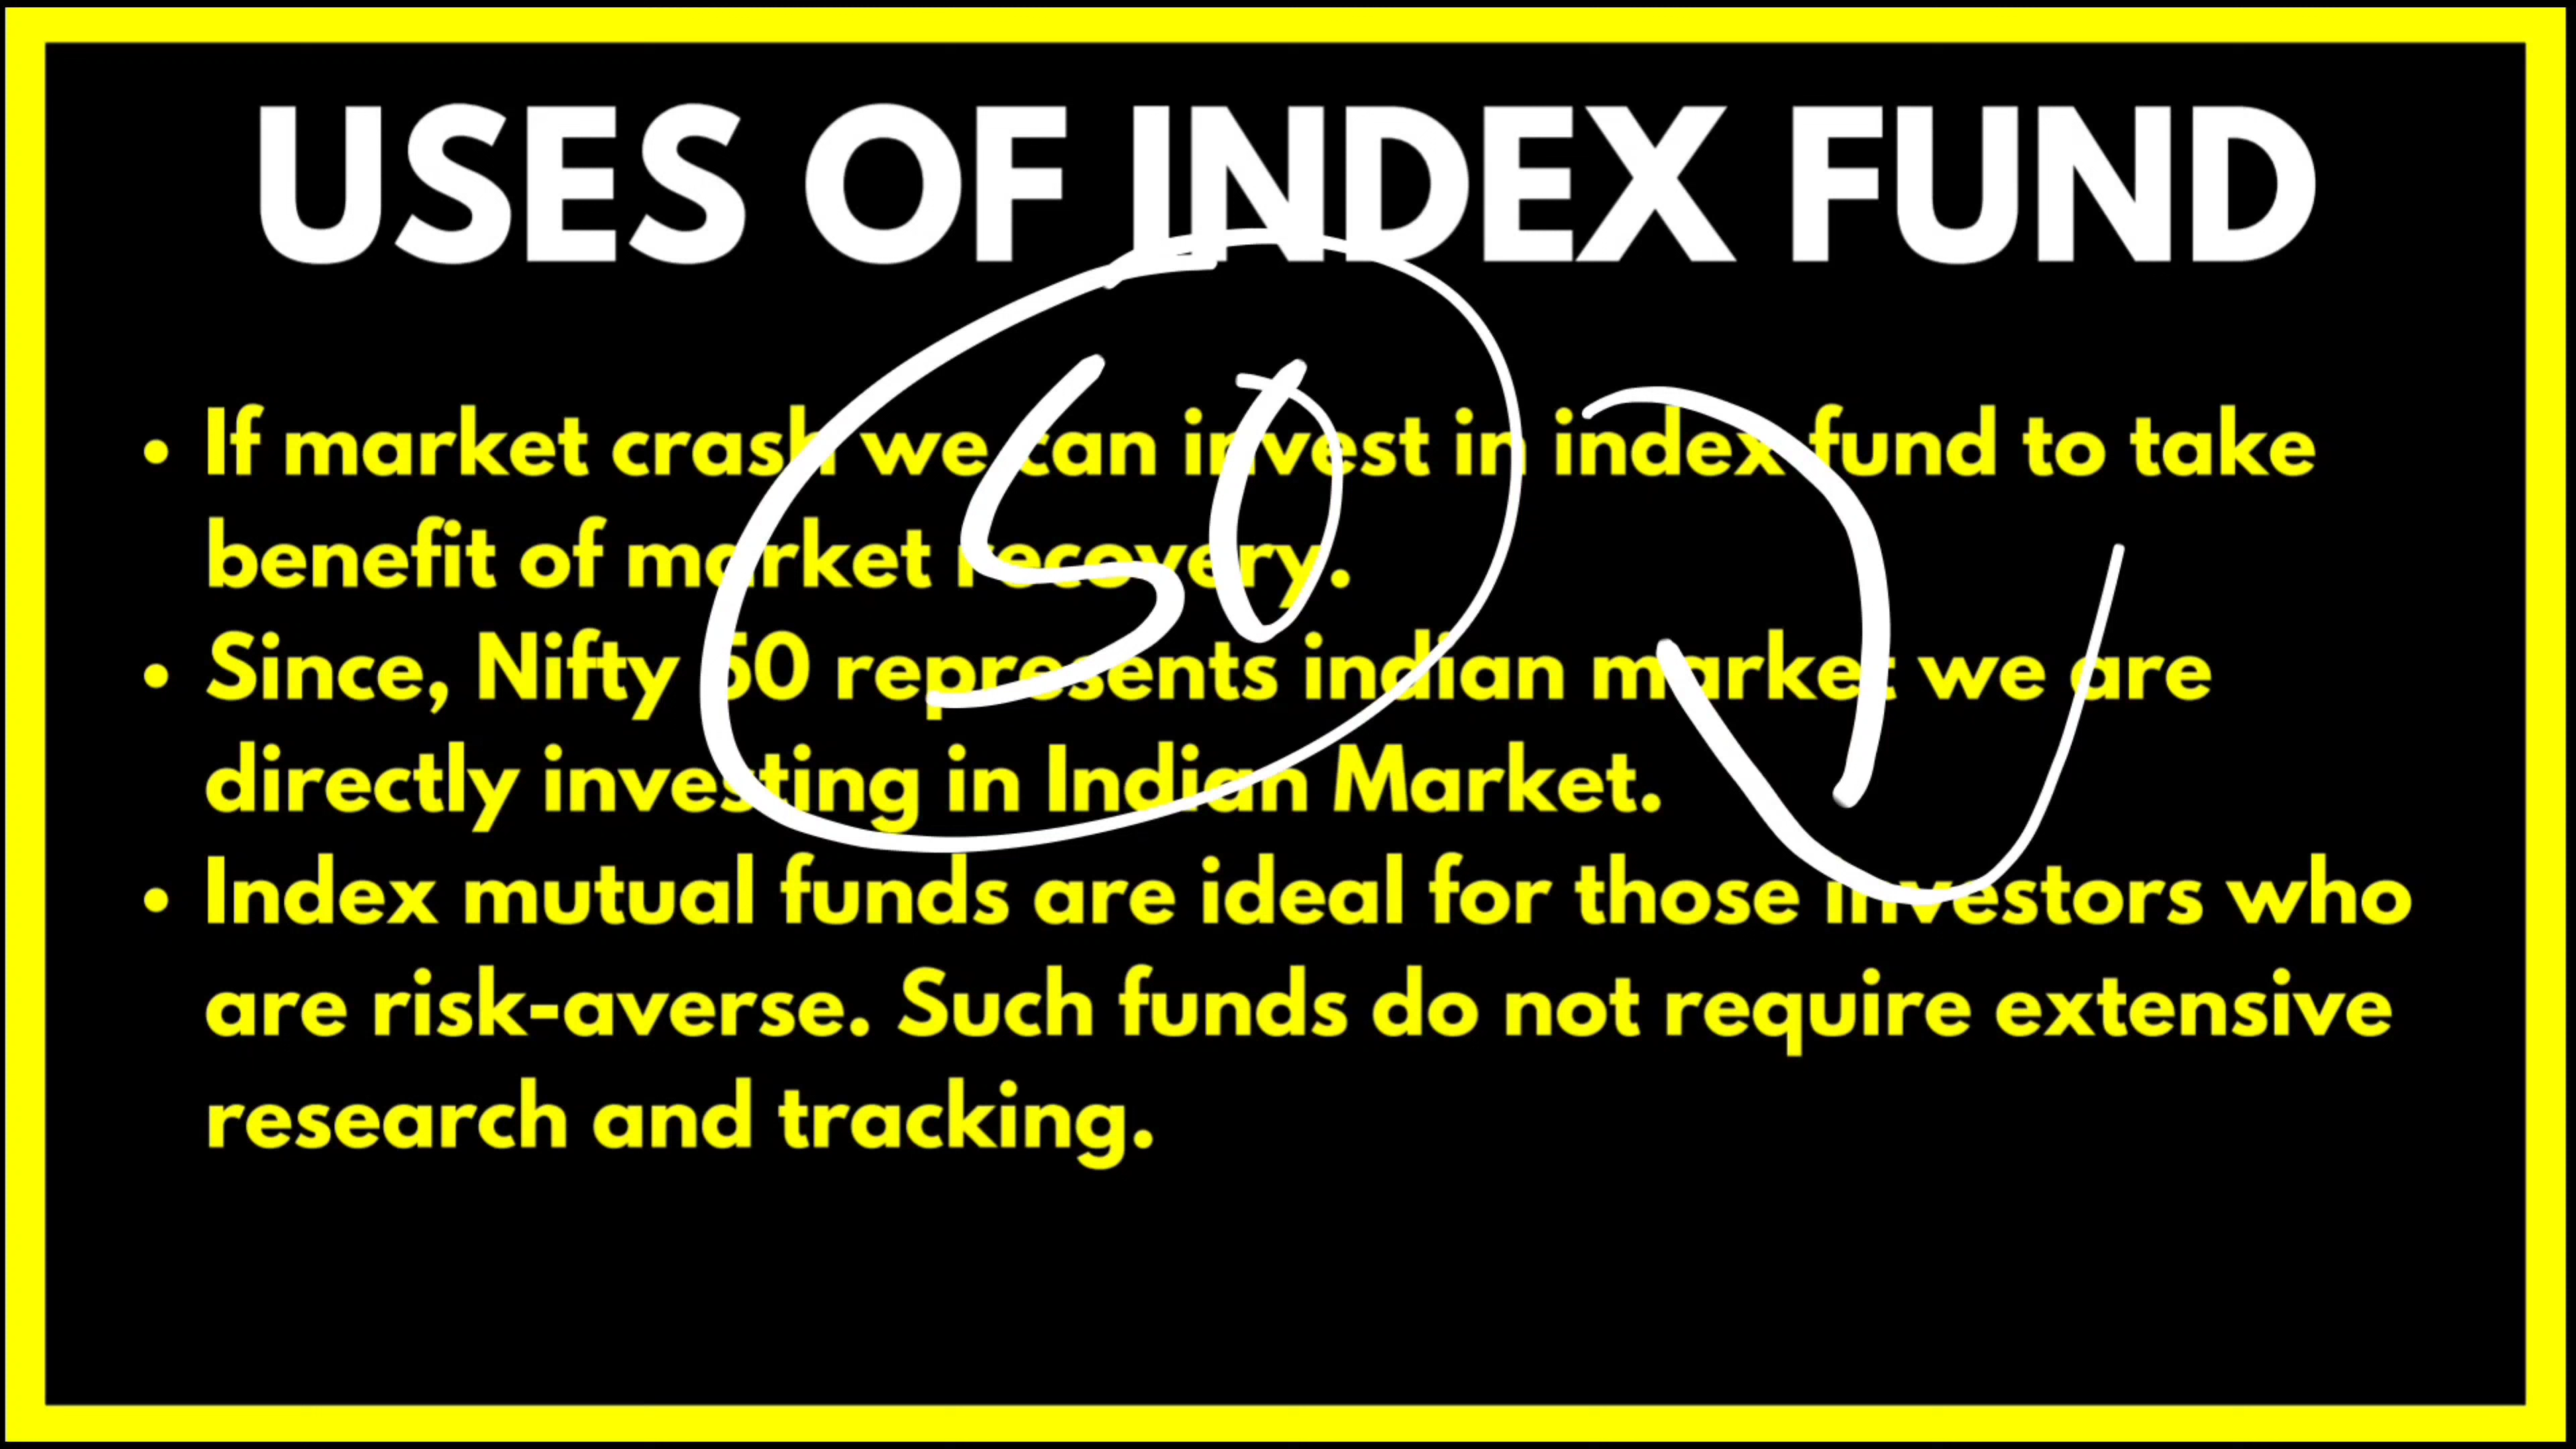 USES OF INDEX FUND
50
• If market crash we can invest in index fund to take
benefit of market recovery.
• Since, Nifty 50 represents indian market we are
directly investing in Indian Market.
• Index mutual funds are ideal for those investors who
are risk-averse. Such funds do not require extensive
research and tracking.